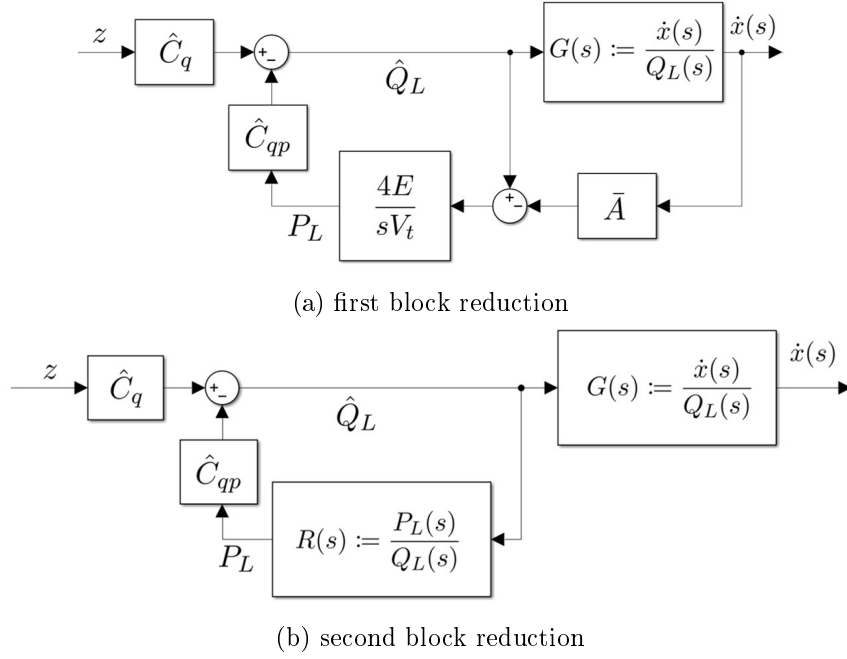 z
Ĉ_q
+
-
Q̂_L
G(s) := ẋ(s)/Q_L(s)
ẋ(s)
Ĉ_qp
P_L
4E/sV_t
+
-
Ā
(a) first block reduction
z
Ĉ_q
+
-
Q̂_L
G(s) := ẋ(s)/Q_L(s)
ẋ(s)
Ĉ_qp
P_L
R(s) := P_L(s)/Q_L(s)
(b) second block reduction